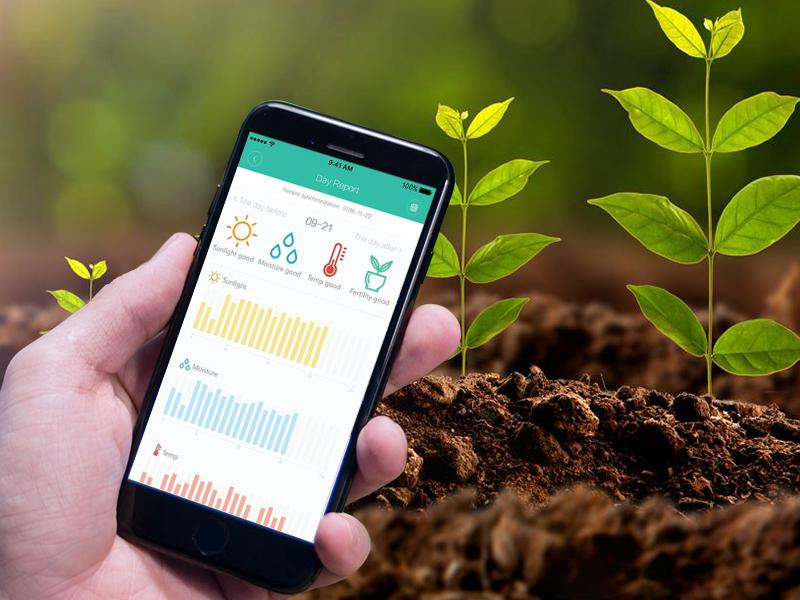 9:41 AM
100%
Day Report
Recent synchronization 2016-11-22
< The day before
09-21
The day after >
Sunlight good
Moisture good
Temp good
Fertility good
Sunlight
Moisture
Temp